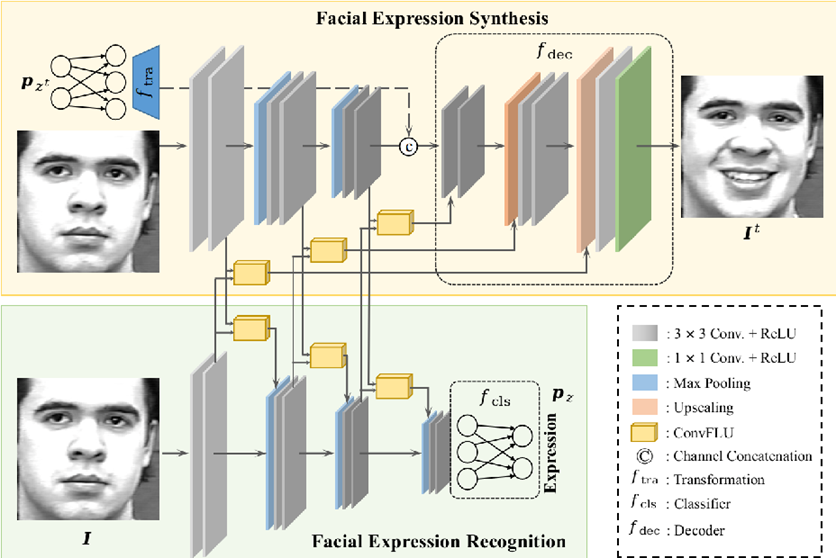 Facial Expression Synthesis
p_{z^t}
f_tra
f_dec
C
I^t
3 × 3 Conv. + ReLU
1 × 1 Conv. + ReLU
Max Pooling
Upscaling
ConvFLU
© : Channel Concatenation
f_tra : Transformation
f_cls : Classifier
f_dec : Decoder
f_cls
p_z
Expression
I
Facial Expression Recognition